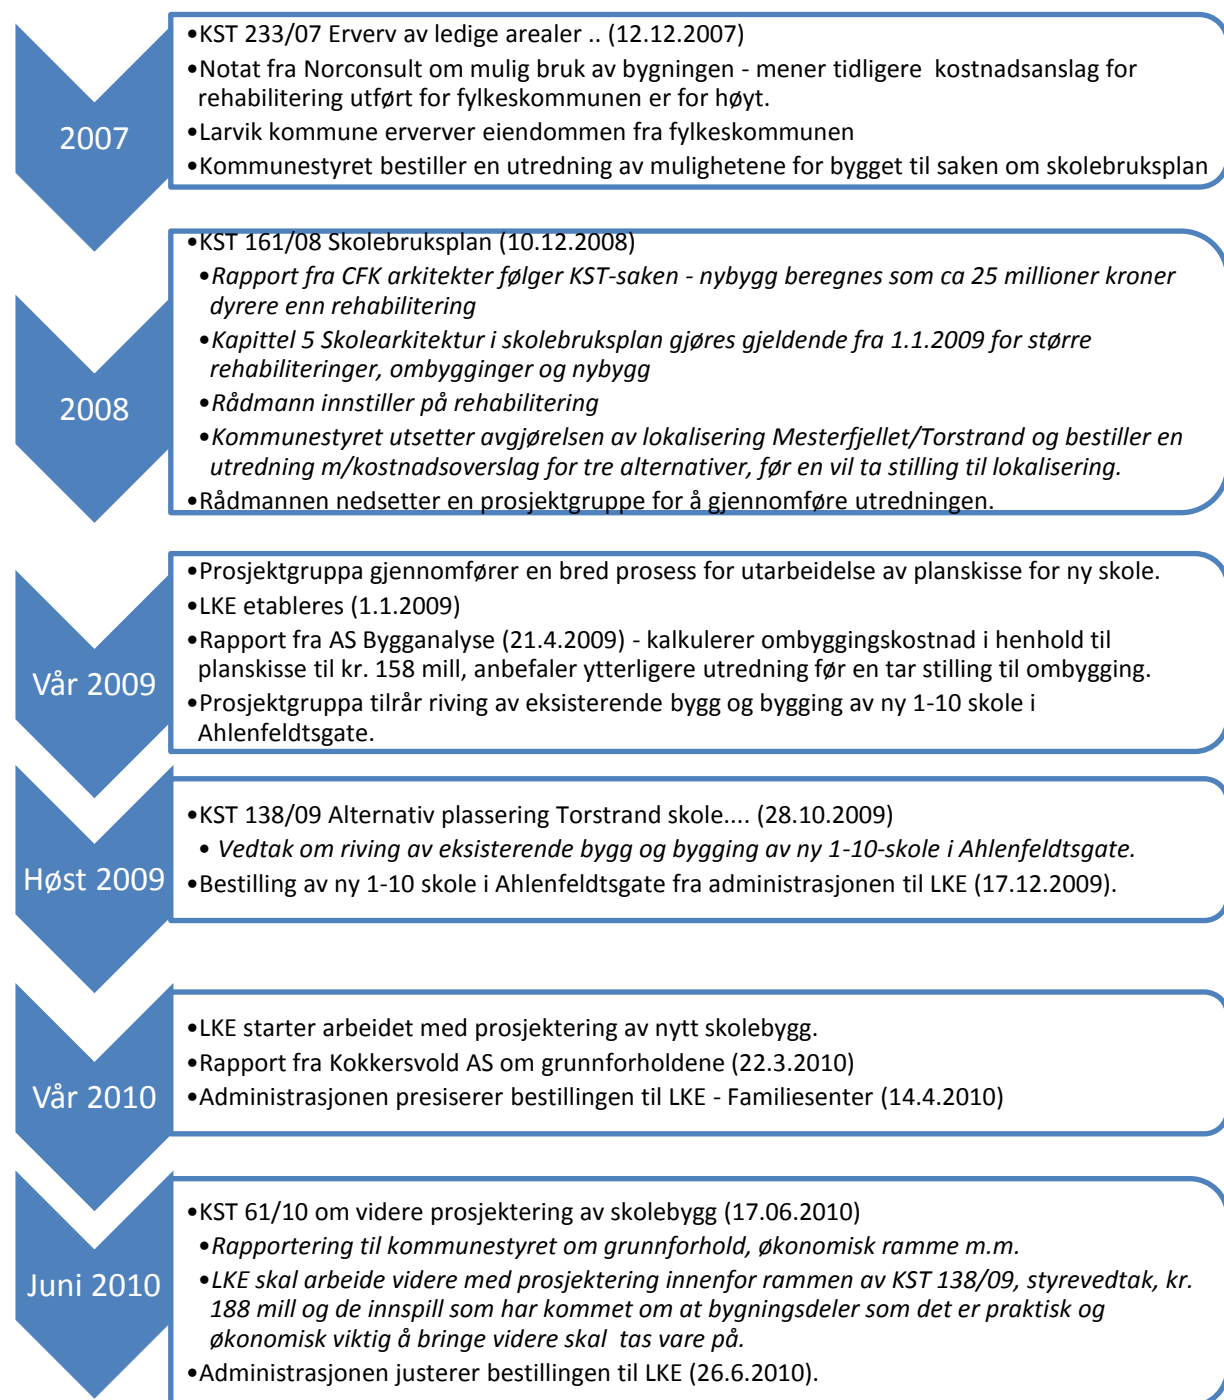 2007
•KST 233/07 Erverv av ledige arealer .. (12.12.2007)
•Notat fra Norconsult om mulig bruk av bygningen - mener tidligere kostnadsanslag for
rehabilitering utført for fylkeskommunen er for høyt.
•Larvik kommune erverver eiendommen fra fylkeskommunen
•Kommunestyret bestiller en utredning av mulighetene for bygget til saken om skolebruksplan
2008
•KST 161/08 Skolebruksplan (10.12.2008)
•Rapport fra CFK arkitekter følger KST-saken - nybygg beregnes som ca 25 millioner kroner
dyrere enn rehabilitering
•Kapittel 5 Skolearkitektur i skolebruksplan gjøres gjeldende fra 1.1.2009 for større
rehabiliteringer, ombygginger og nybygg
•Rådmann innstiller på rehabilitering
•Kommunestyret utsetter avgjørelsen av lokalisering Mesterfjellet/Torstrand og bestiller en
utredning m/kostnadsoverslag for tre alternativer, før en vil ta stilling til lokalisering.
•Rådmannen nedsetter en prosjektgruppe for å gjennomføre utredningen.
Vår 2009
•Prosjektgruppa gjennomfører en bred prosess for utarbeidelse av planskisse for ny skole.
•LKE etableres (1.1.2009)
•Rapport fra AS Bygganalyse (21.4.2009) - kalkulerer ombyggingskostnad i henhold til
planskisse til kr. 158 mill, anbefaler ytterligere utredning før en tar stilling til ombygging.
•Prosjektgruppa tilrår riving av eksisterende bygg og bygging av ny 1-10 skole i
Ahlenfeldtsgate.
Høst 2009
•KST 138/09 Alternativ plassering Torstrand skole.... (28.10.2009)
• Vedtak om riving av eksisterende bygg og bygging av ny 1-10-skole i Ahlenfeldtsgate.
•Bestilling av ny 1-10 skole i Ahlenfeldtsgate fra administrasjonen til LKE (17.12.2009).
Vår 2010
•LKE starter arbeidet med prosjektering av nytt skolebygg.
•Rapport fra Kokkersvold AS om grunnforholdene (22.3.2010)
•Administrasjonen presiserer bestillingen til LKE - Familiesenter (14.4.2010)
Juni 2010
•KST 61/10 om videre prosjektering av skolebygg (17.06.2010)
•Rapportering til kommunestyret om grunnforhold, økonomisk ramme m.m.
•LKE skal arbeide videre med prosjektering innenfor rammen av KST 138/09, styrevedtak, kr.
188 mill og de innspill som har kommet om at bygningsdeler som det er praktisk og
økonomisk viktig å bringe videre skal tas vare på.
•Administrasjonen justerer bestillingen til LKE (26.6.2010).